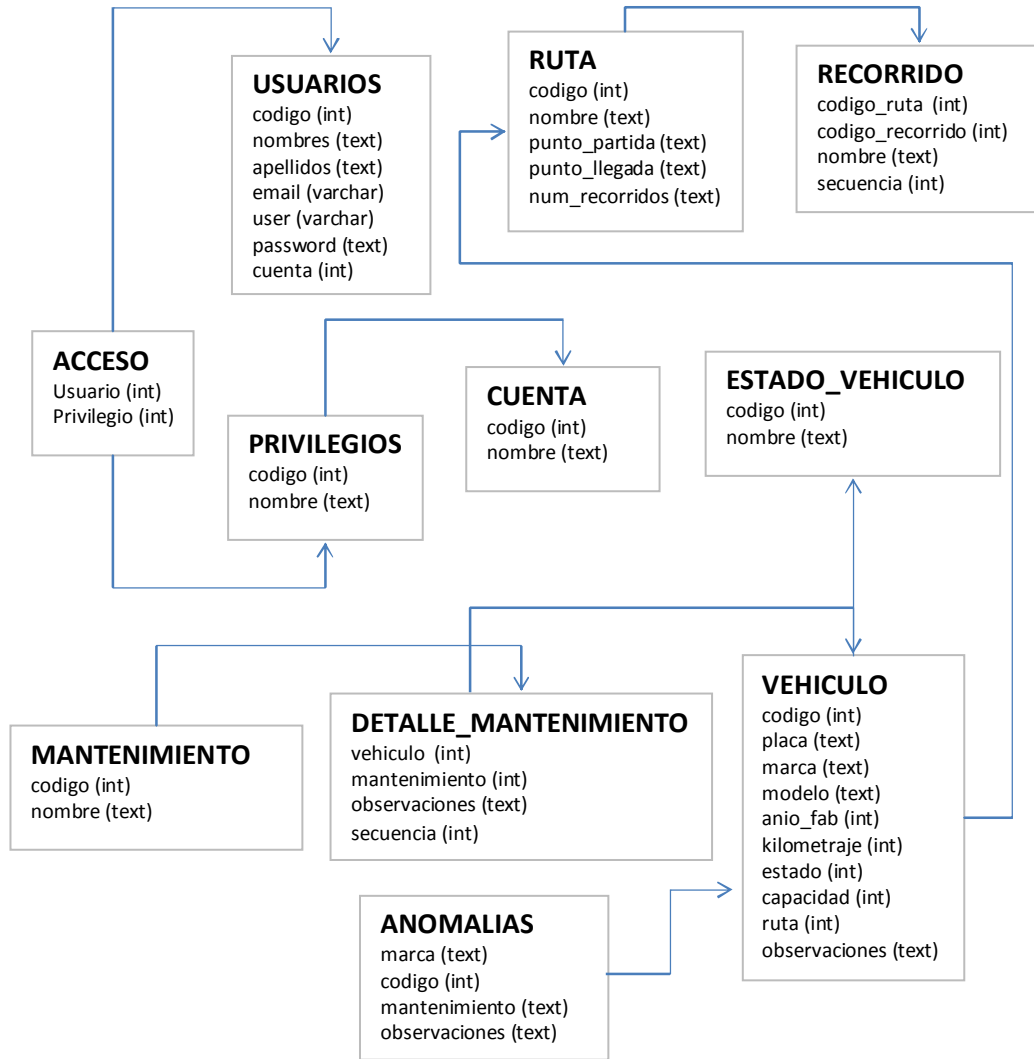 USUARIOS
codigo (int)
nombres (text)
apellidos (text)
email (varchar)
user (varchar)
password (text)
cuenta (int)
RUTA
codigo (int)
nombre (text)
punto_partida (text)
punto_llegada (text)
num_recorridos (text)
RECORRIDO
codigo_ruta (int)
codigo_recorrido (int)
nombre (text)
secuencia (int)
ACCESO
Usuario (int)
Privilegio (int)
PRIVILEGIOS
codigo (int)
nombre (text)
CUENTA
codigo (int)
nombre (text)
ESTADO_VEHICULO
codigo (int)
nombre (text)
MANTENIMIENTO
codigo (int)
nombre (text)
DETALLE_MANTENIMIENTO
vehiculo (int)
mantenimiento (int)
observaciones (text)
secuencia (int)
VEHICULO
codigo (int)
placa (text)
marca (text)
modelo (text)
anio_fab (int)
kilometraje (int)
estado (int)
capacidad (int)
ruta (int)
observaciones (text)
ANOMALIAS
marca (text)
codigo (int)
mantenimiento (text)
observaciones (text)